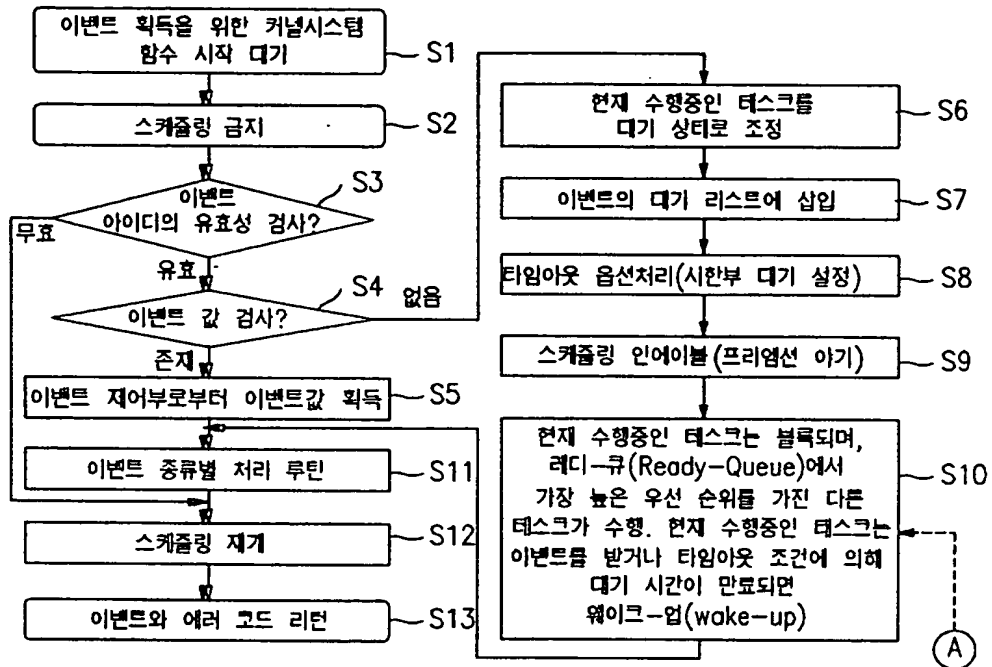 이벤트 획득을 위한 커널시스템
함수 시작 대기
S1
스케쥴링 금지
S2
S3
이벤트
아이디의 유효성 검사?
무효
유효
S4
이벤트 값 검사?
없음
존재
이벤트 제어부로부터 이벤트값 획득
S5
이벤트 종류별 처리 루틴
S11
스케쥴링 재개
S12
이벤트와 에러 코드 리턴
S13
현재 수행중인 테스크를
대기 상태로 조정
S6
이벤트의 대기 리스트에 삽입
S7
타임아웃 옵션처리(시한부 대기 설정)
S8
스케쥴링 인에이블(프리엠션 야기)
S9
현재 수행중인 테스크는 블록되며,
레디-큐(Ready-Queue)에서
가장 높은 우선 순위를 가진 다른
테스크가 수행. 현재 수행중인 테스크는
이벤트를 받거나 타임아웃 조건에 의해
대기 시간이 만료되면
웨이크-업(wake-up)
S10
A